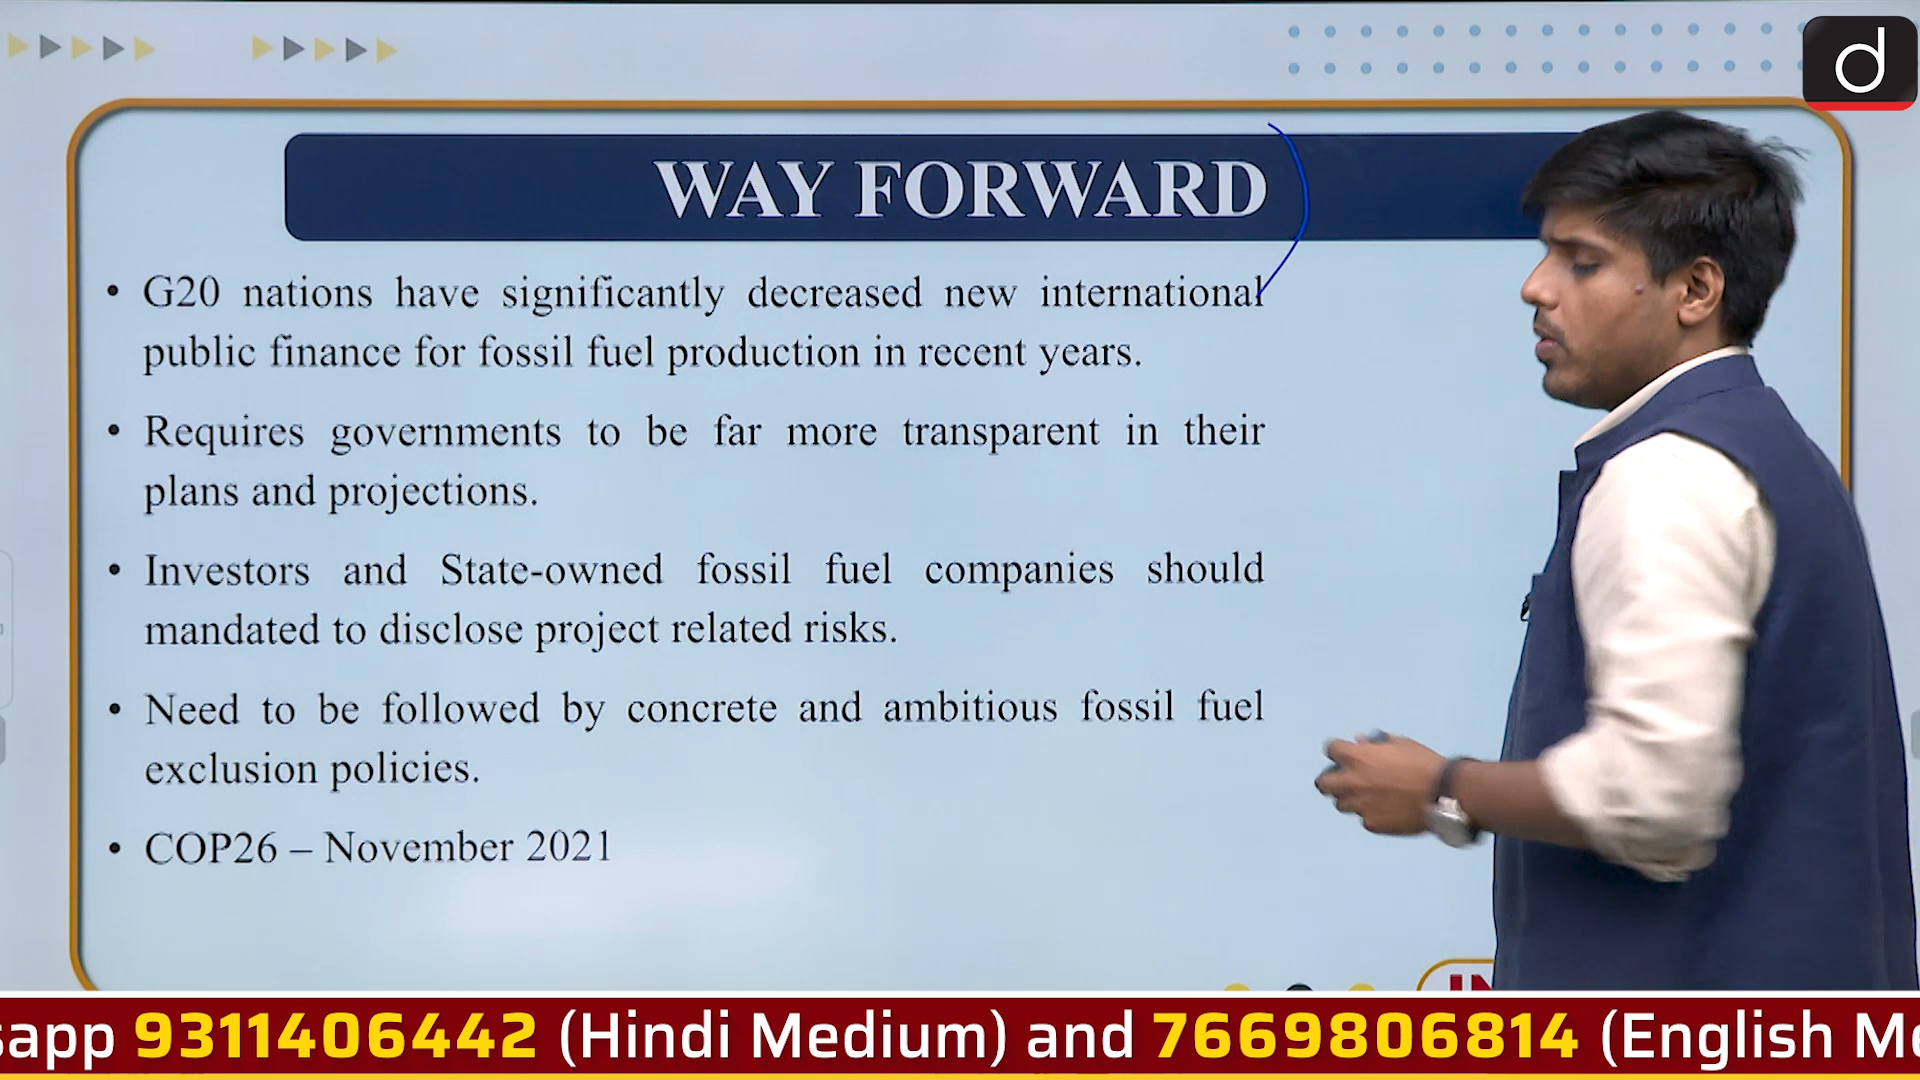 d
WAY FORWARD
• G20 nations have significantly decreased new international
public finance for fossil fuel production in recent years.
• Requires governments to be far more transparent in their
plans and projections.
• Investors and State-owned fossil fuel companies should
mandated to disclose project related risks.
• Need to be followed by concrete and ambitious fossil fuel
exclusion policies.
• COP26 – November 2021
sapp 9311406442 (Hindi Medium) and 7669806814 (English Me